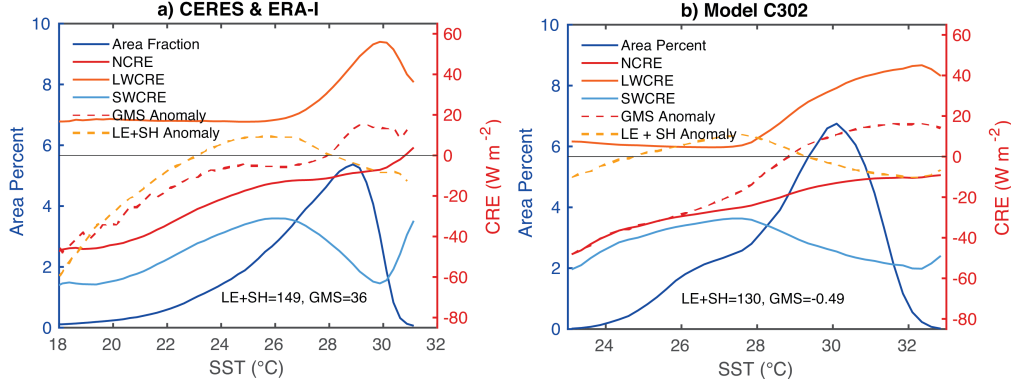 a) CERES & ERA-I
10
8
6
4
2
0
Area Percent
Area Fraction
NCRE
LWCRE
SWCRE
GMS Anomaly
LE+SH Anomaly
LE+SH=149, GMS=36
60
40
20
0
-20
-40
-60
-80
CRE (W m-2)
18 20 22 24 26 28 30 32
SST (°C)
b) Model C302
10
8
6
4
2
0
Area Percent
Area Percent
NCRE
LWCRE
SWCRE
GMS Anomaly
LE + SH Anomaly
LE+SH=130, GMS=-0.49
60
40
20
0
-20
-40
-60
-80
CRE (W m-2)
24 26 28 30 32
SST (°C)